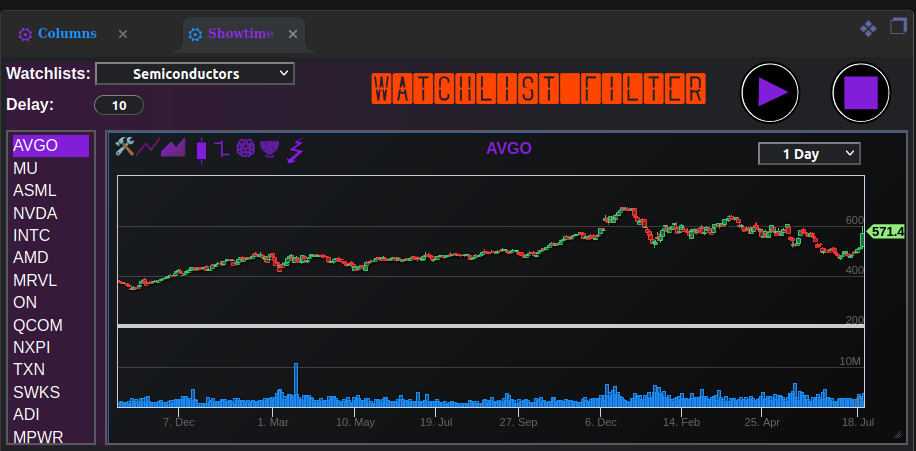 Columns
Showtime
Watchlists: Semiconductors
WATCHLIST FILTER
Delay: 10
AVGO
MU
ASML
NVDA
INTC
AMD
MRVL
ON
QCOM
NXPI
TXN
SWKS
ADI
MPWR
AVGO
1 Day
600
571.4
400
200
10M
7. Dec 1. Mar 10. May 19. Jul 27. Sep 6. Dec 14. Feb 25. Apr 18. Jul